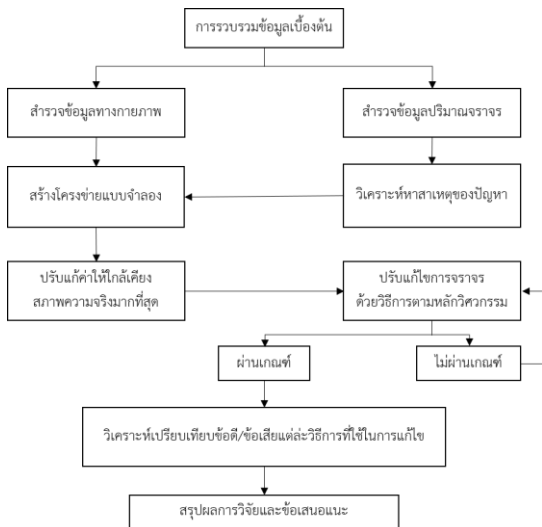 การรวบรวมข้อมูลเบื้องต้น
สำรวจข้อมูลทางกายภาพ
สำรวจข้อมูลปริมาณจราจร
สร้างโครงข่ายแบบจำลอง
วิเคราะห์หาสาเหตุของปัญหา
ปรับแก้ค่าให้ใกล้เคียง
สภาพความจริงมากที่สุด
ปรับแก้ไขการจราจร
ด้วยวิธีการตามหลักวิศวกรรม
ผ่านเกณฑ์
ไม่ผ่านเกณฑ์
วิเคราะห์เปรียบเทียบข้อดี/ข้อเสียแต่ล่ะวิธีการที่ใช้ในการแก้ไข
สรุปผลการวิจัยและข้อเสนอแนะ